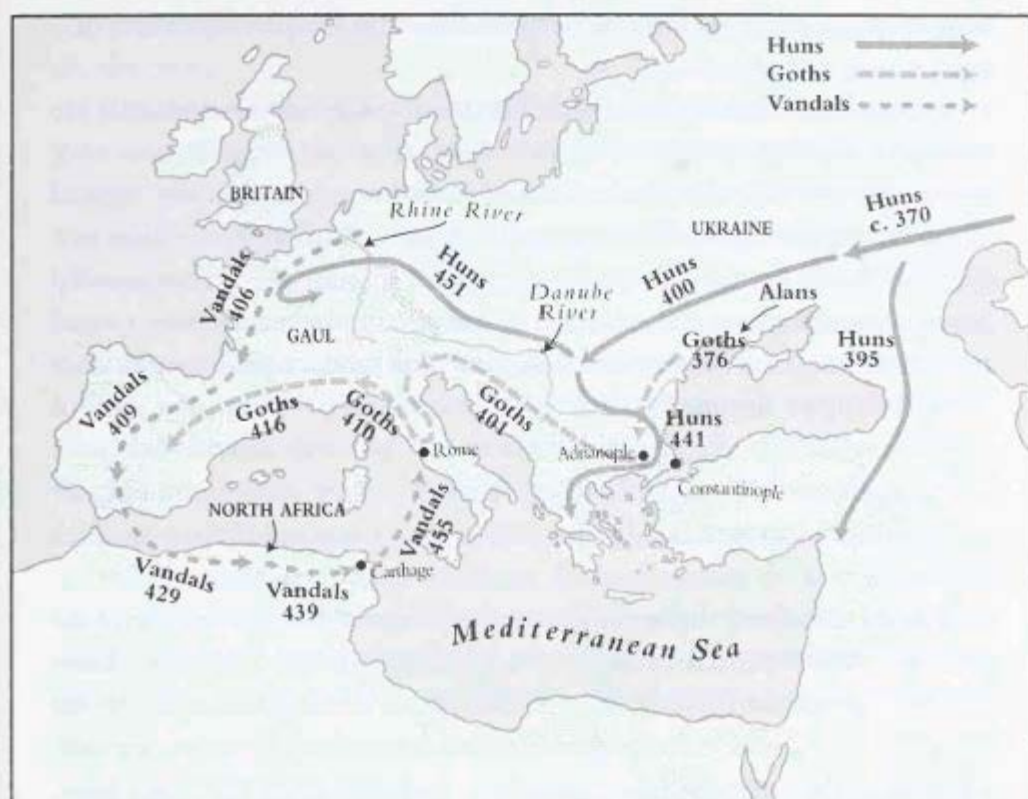 Huns
Goths
Vandals
BRITAIN
Rhine River
UKRAINE
Huns
c. 370
Vandals
406
Huns
451
Huns
400
Danube
River
Alans
GAUL
Goths
376
Huns
395
Vandals
409
Goths
416
Goths
410
Goths
401
Huns
441
Rome
Adrianople
Constantinople
NORTH AFRICA
Vandals
455
Carthage
Vandals
429
Vandals
439
Mediterranean Sea